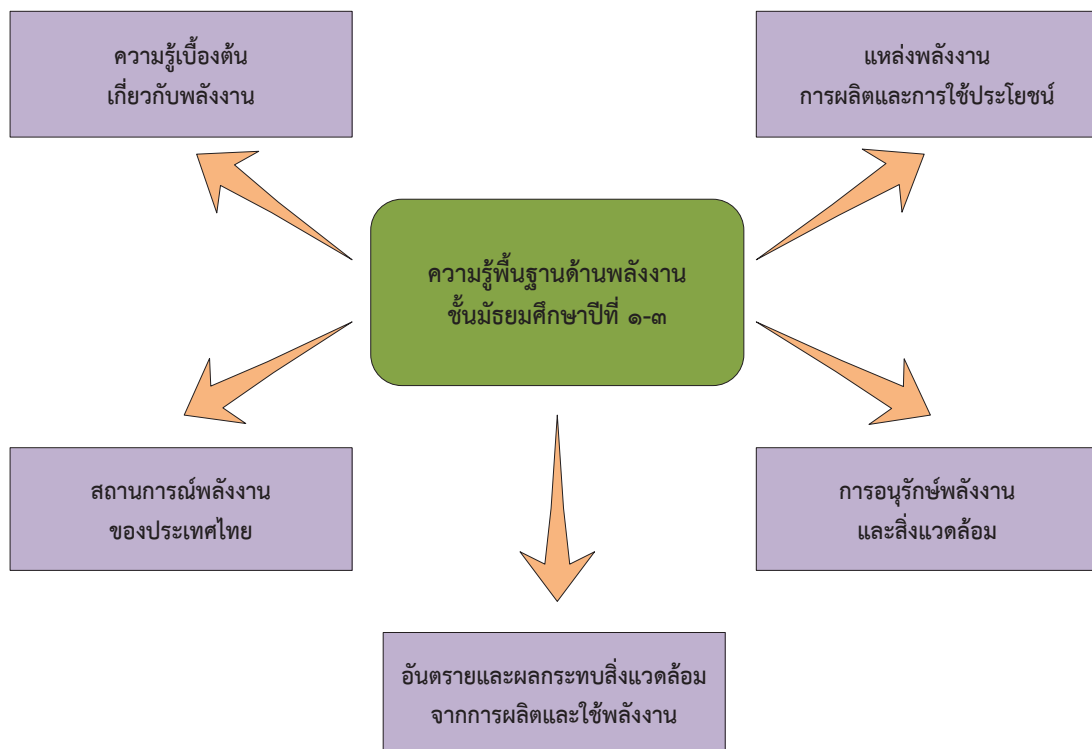 ความรู้เบื้องต้น
เกี่ยวกับพลังงาน
แหล่งพลังงาน
การผลิตและการใช้ประโยชน์
ความรู้พื้นฐานด้านพลังงาน
ชั้นมัธยมศึกษาปีที่ ๑-๓
สถานการณ์พลังงาน
ของประเทศไทย
การอนุรักษ์พลังงาน
และสิ่งแวดล้อม
อันตรายและผลกระทบสิ่งแวดล้อม
จากการผลิตและใช้พลังงาน